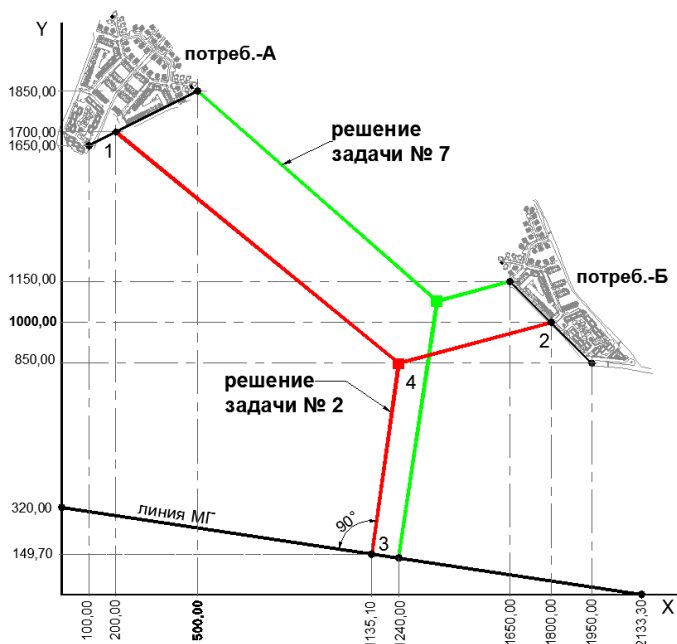 Y
потреб.-А
1850,00
1700,00
1650,00
1
решение
задачи № 7
1150,00
потреб.-Б
1000,00
2
850,00
4
решение
задачи № 2
320,00
линия МГ
90°
3
149,70
X
100,00
200,00
500,00
1135,10
1240,00
1650,00
1800,00
1950,00
2133,30